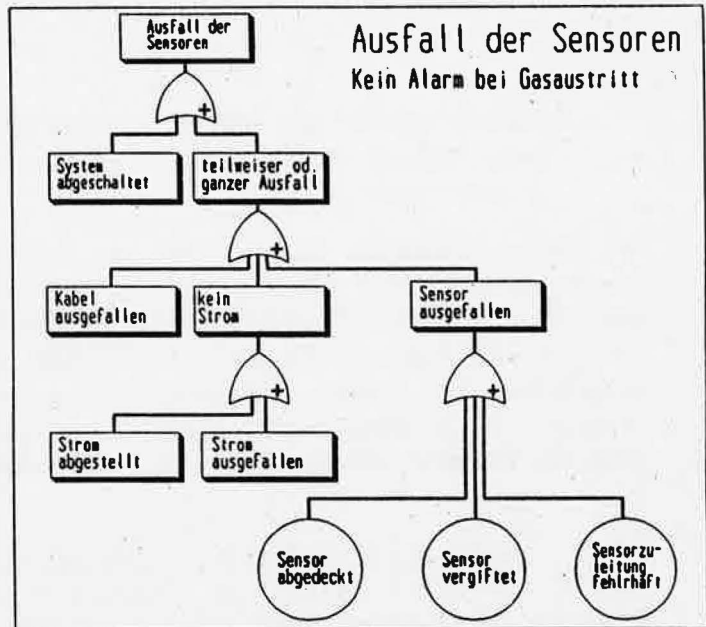 Ausfall der Sensoren
Kein Alarm bei Gasaustritt
Ausfall der
Sensoren
+
System
abgeschaltet
teilweiser od.
ganzer Ausfall
+
Kabel
ausgefallen
kein
Strom
Sensor
ausgefallen
+
+
Strom
abgestellt
Strom
ausgefallen
Sensor
abgedeckt
Sensor
vergiftet
Sensorzu-
leitung
fehlrhaft